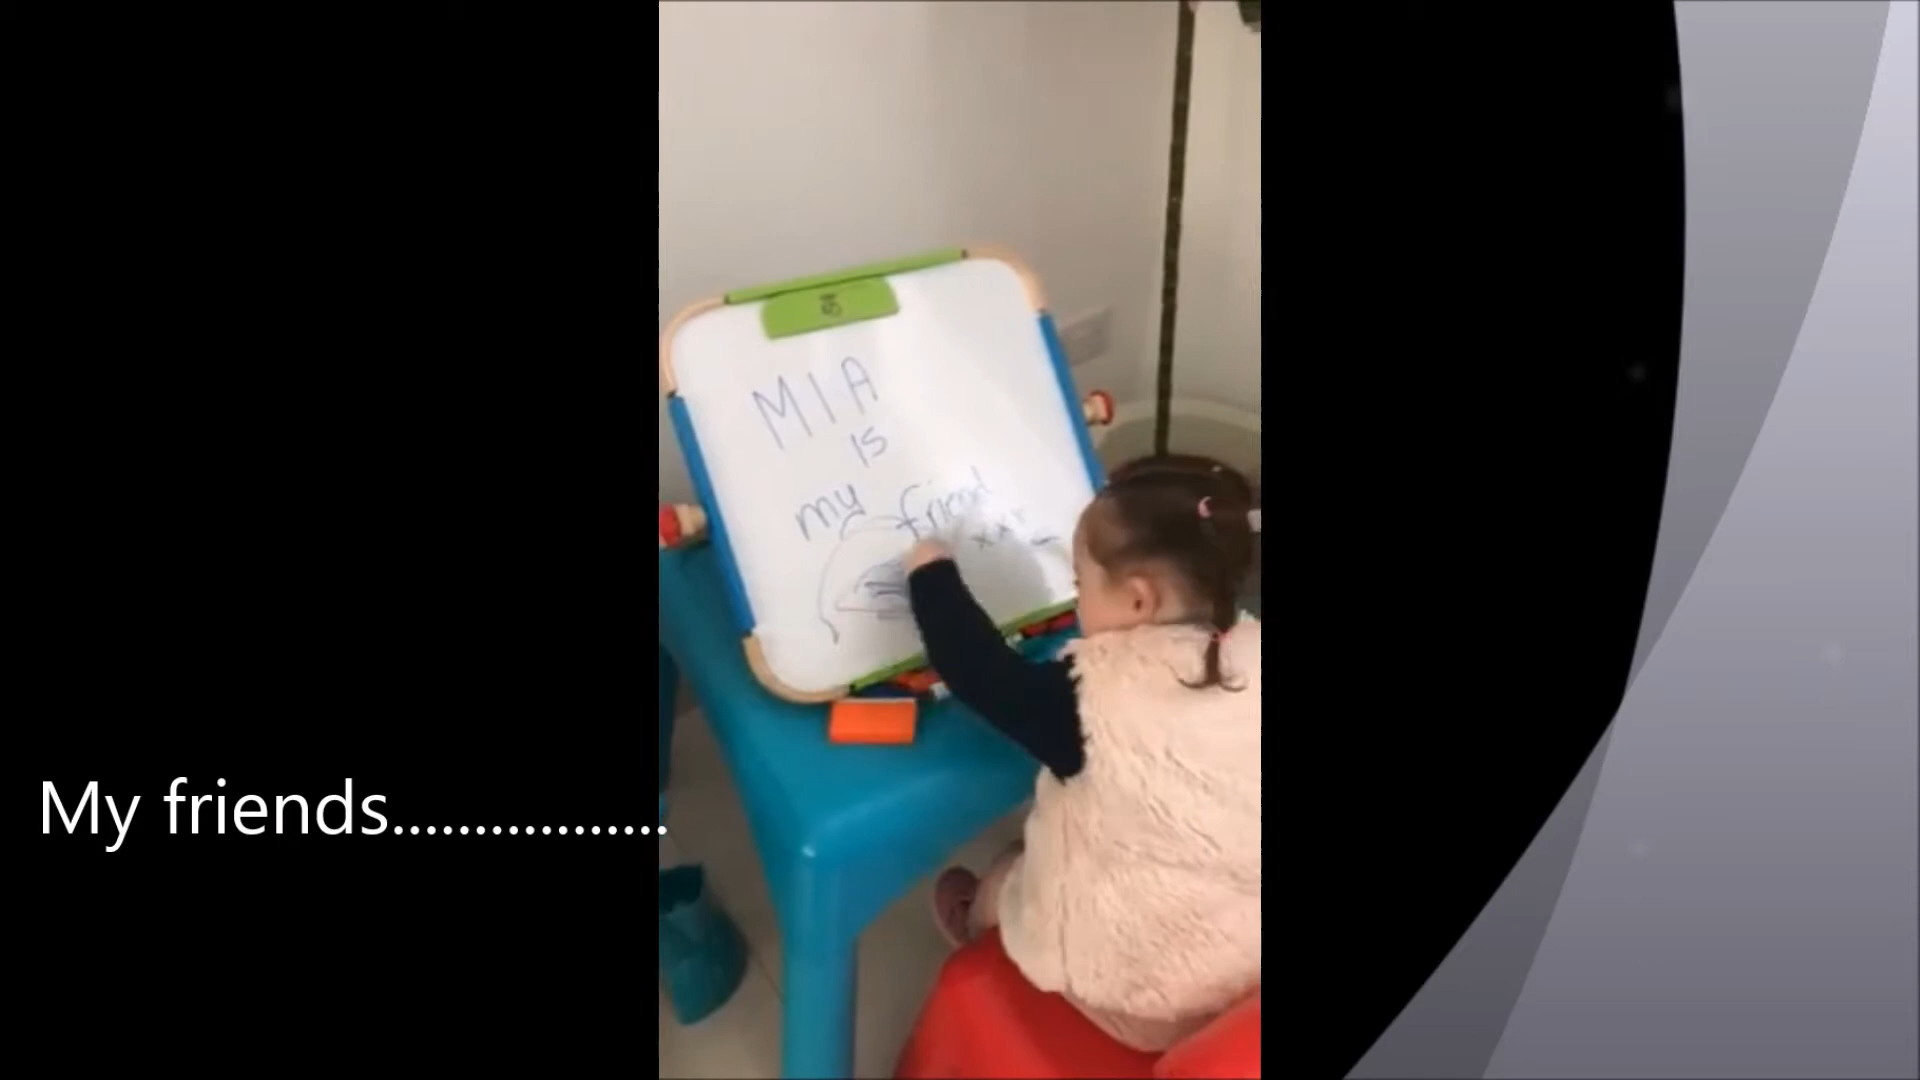 MIA
is
my friend
xxx
My friends.................